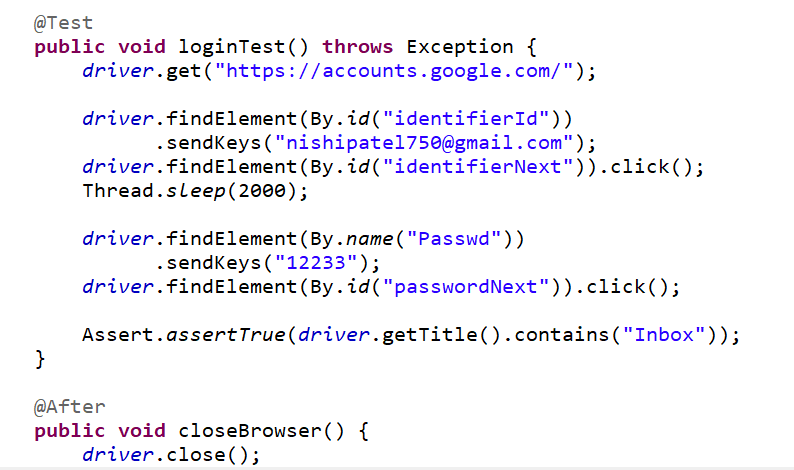 @Test
public void loginTest() throws Exception {
driver.get("https://accounts.google.com/");
driver.findElement(By.id("identifierId"))
.sendKeys("nishipatel750@gmail.com");
driver.findElement(By.id("identifierNext")).click();
Thread.sleep(2000);
driver.findElement(By.name("Passwd"))
.sendKeys("12233");
driver.findElement(By.id("passwordNext")).click();
Assert.assertTrue(driver.getTitle().contains("Inbox"));
}
@After
public void closeBrowser() {
driver.close();